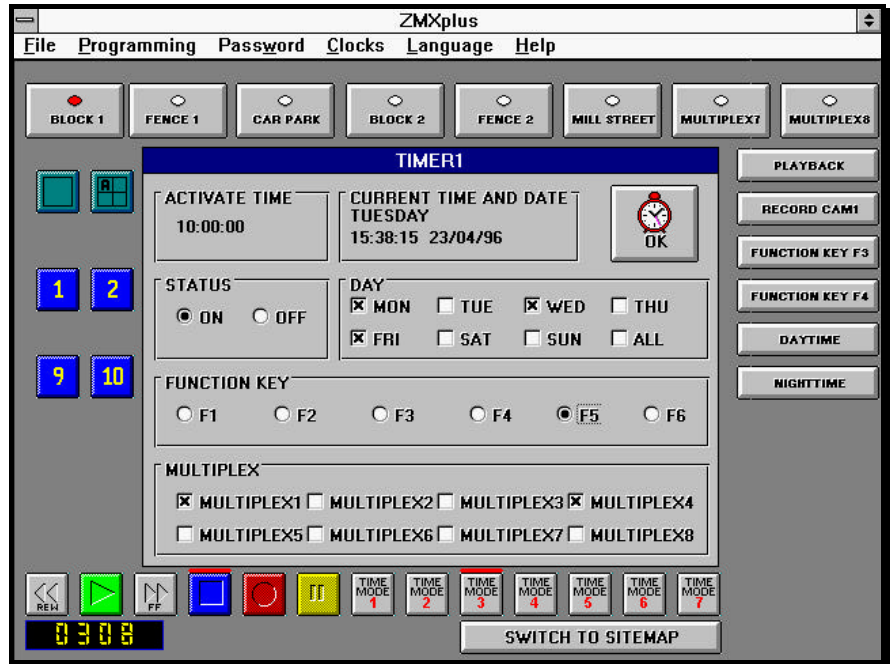 ZMXplus
File Programming Password Clocks Language Help
BLOCK 1 FENCE 1 CAR PARK BLOCK 2 FENCE 2 MILL STREET MULTIPLEX7 MULTIPLEX8
TIMER1
PLAYBACK
RECORD CAM1
FUNCTION KEY F3
FUNCTION KEY F4
DAYTIME
NIGHTTIME
A
1 2
9 10
ACTIVATE TIME
10:00:00
CURRENT TIME AND DATE
TUESDAY
15:38:15 23/04/96
OK
STATUS
ON OFF
DAY
MON TUE WED THU
FRI SAT SUN ALL
FUNCTION KEY
F1 F2 F3 F4 F5 F6
MULTIPLEX
MULTIPLEX1 MULTIPLEX2 MULTIPLEX3 MULTIPLEX4
MULTIPLEX5 MULTIPLEX6 MULTIPLEX7 MULTIPLEX8
REW
FF
TIME MODE 1
TIME MODE 2
TIME MODE 3
TIME MODE 4
TIME MODE 5
TIME MODE 6
TIME MODE 7
0308
SWITCH TO SITEMAP